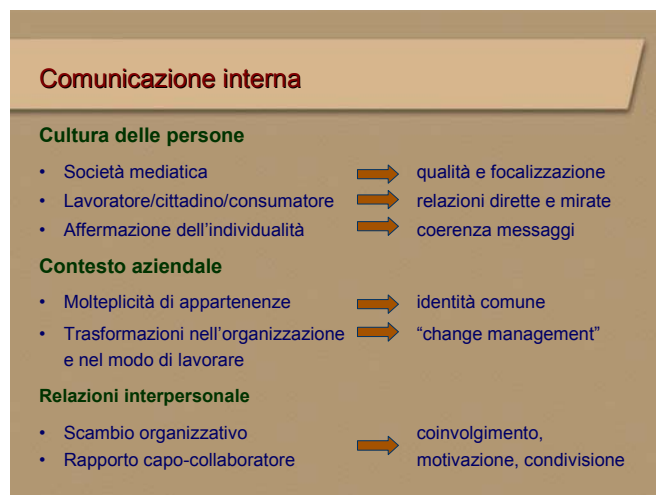 Comunicazione interna
Cultura delle persone
• Società mediatica qualità e focalizzazione
• Lavoratore/cittadino/consumatore relazioni dirette e mirate
• Affermazione dell'individualità coerenza messaggi
Contesto aziendale
• Molteplicità di appartenenze identità comune
• Trasformazioni nell'organizzazione “change management”
e nel modo di lavorare
Relazioni interpersonale
• Scambio organizzativo coinvolgimento,
• Rapporto capo-collaboratore motivazione, condivisione